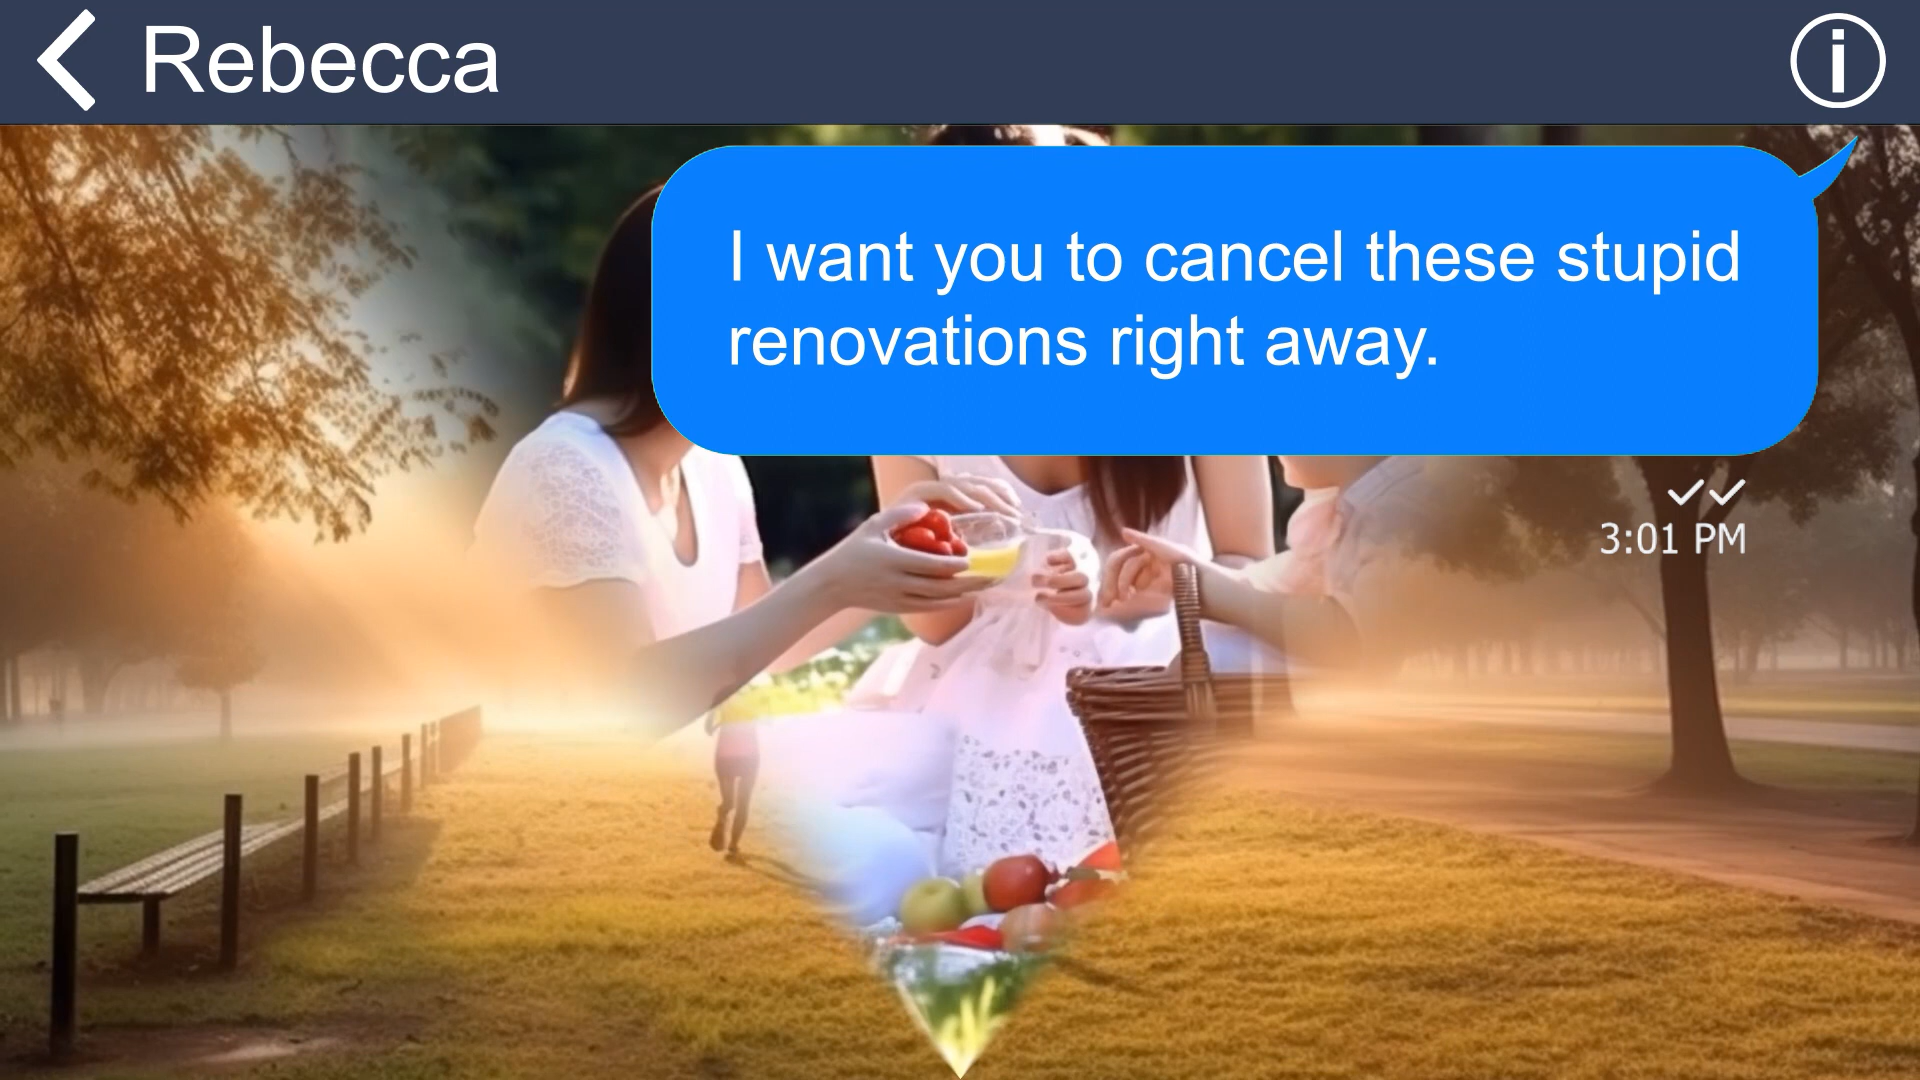 Rebecca
I want you to cancel these stupid
renovations right away.
3:01 PM